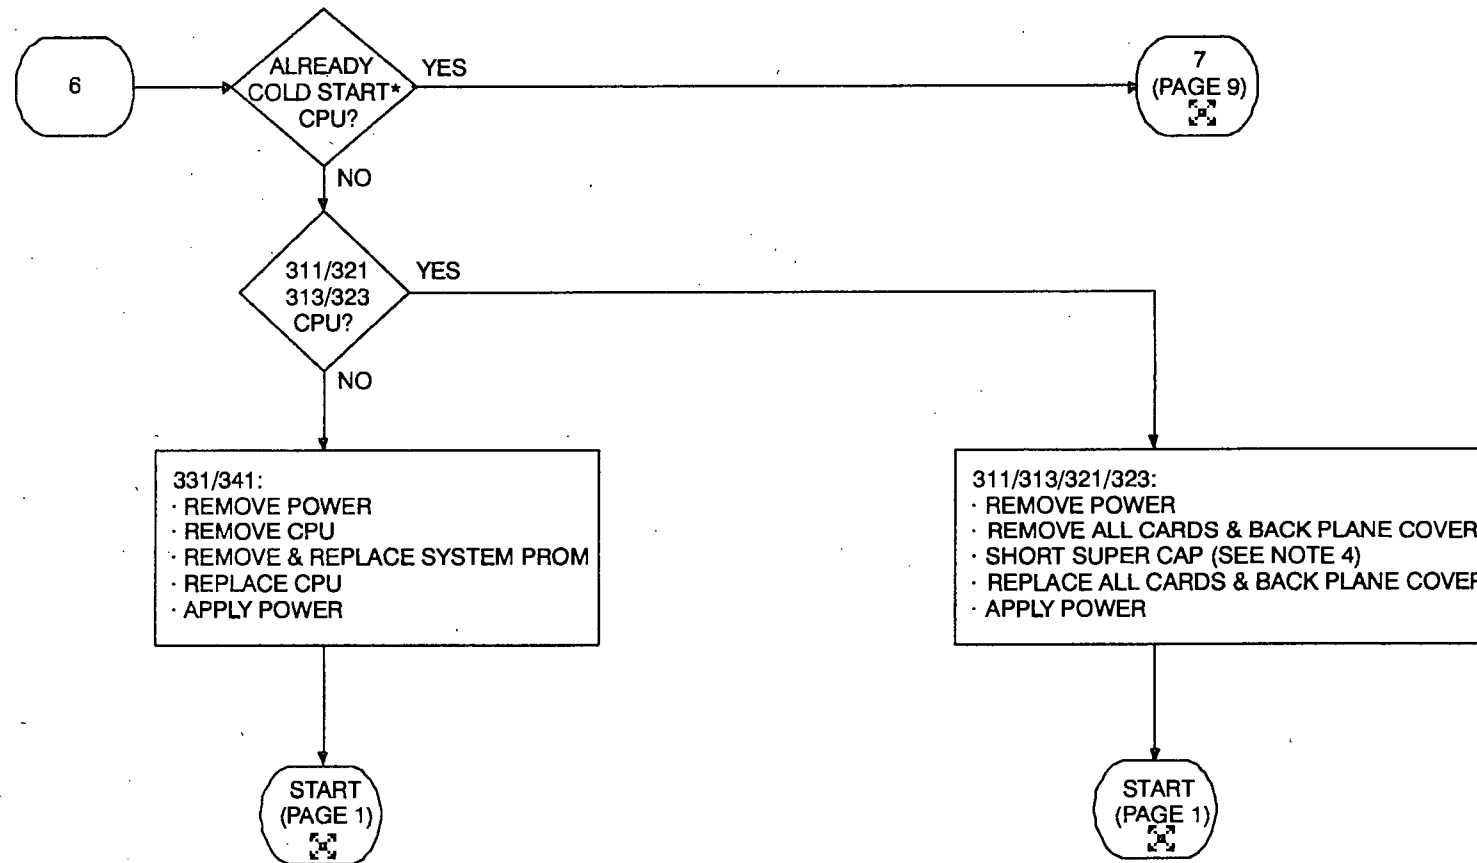 6
ALREADY
COLD START*
CPU?
YES
7
(PAGE 9)
NO
311/321
313/323
CPU?
YES
NO
331/341:
· REMOVE POWER
· REMOVE CPU
· REMOVE & REPLACE SYSTEM PROM
· REPLACE CPU
· APPLY POWER
311/313/321/323:
· REMOVE POWER
· REMOVE ALL CARDS & BACK PLANE COVER
· SHORT SUPER CAP (SEE NOTE 4)
· REPLACE ALL CARDS & BACK PLANE COVER
· APPLY POWER
START
(PAGE 1)
START
(PAGE 1)